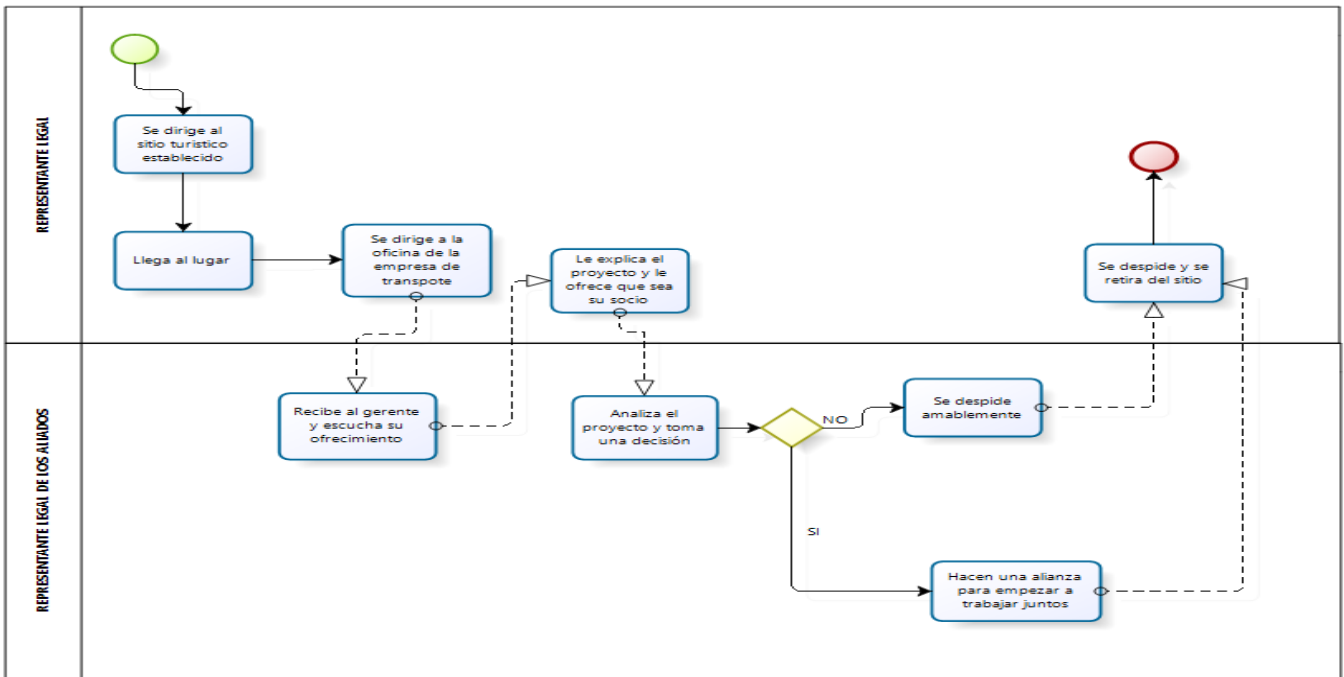 REPRESENTANTE LEGAL
Se dirige al
sitio turistico
establecido
Llega al lugar
Se dirige a la
oficina de la
empresa de
transpote
Le explica el
proyecto y le
ofrece que sea
su socio
Se despide y se
retira del sitio
REPRESENTANTE LEGAL DE LOS ALIADOS
Recibe al gerente
y escucha su
ofrecimiento
Analiza el
proyecto y toma
una decisión
NO
Se despide
amablemente
SI
Hacen una alianza
para empezar a
trabajar juntos